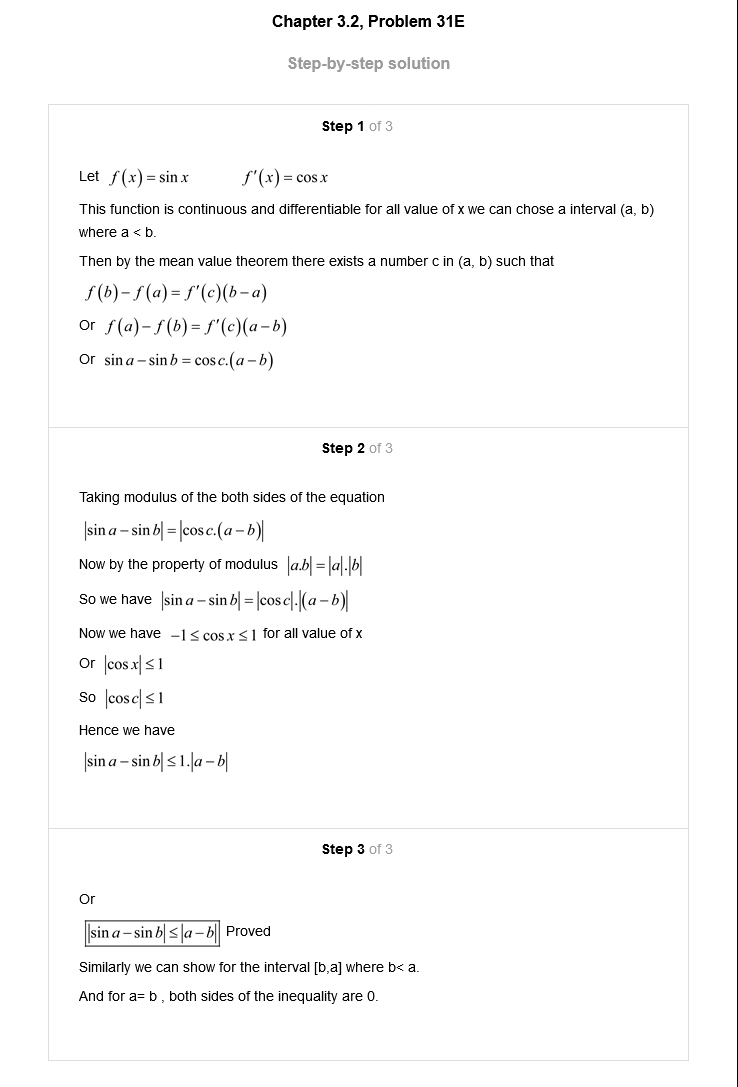 Chapter 3.2, Problem 31E
Step-by-step solution
Step 1 of 3
Let f(x) = sin x f′(x) = cos x
This function is continuous and differentiable for all value of x we can chose a interval (a, b)
where a < b.
Then by the mean value theorem there exists a number c in (a, b) such that
f(b) − f(a) = f′(c)(b − a)
Or f(a) − f(b) = f′(c)(a − b)
Or sin a − sin b = cos c.(a − b)
Step 2 of 3
Taking modulus of the both sides of the equation
|sin a − sin b| = |cos c.(a − b)|
Now by the property of modulus |a.b| = |a|.|b|
So we have |sin a − sin b| = |cos c|.|(a − b)|
Now we have −1 ≤ cos x ≤ 1 for all value of x
Or |cos x| ≤ 1
So |cos c| ≤ 1
Hence we have
|sin a − sin b| ≤ 1.|a − b|
Step 3 of 3
Or
|sin a − sin b| ≤ |a − b| Proved
Similarly we can show for the interval [b,a] where b< a.
And for a= b , both sides of the inequality are 0.